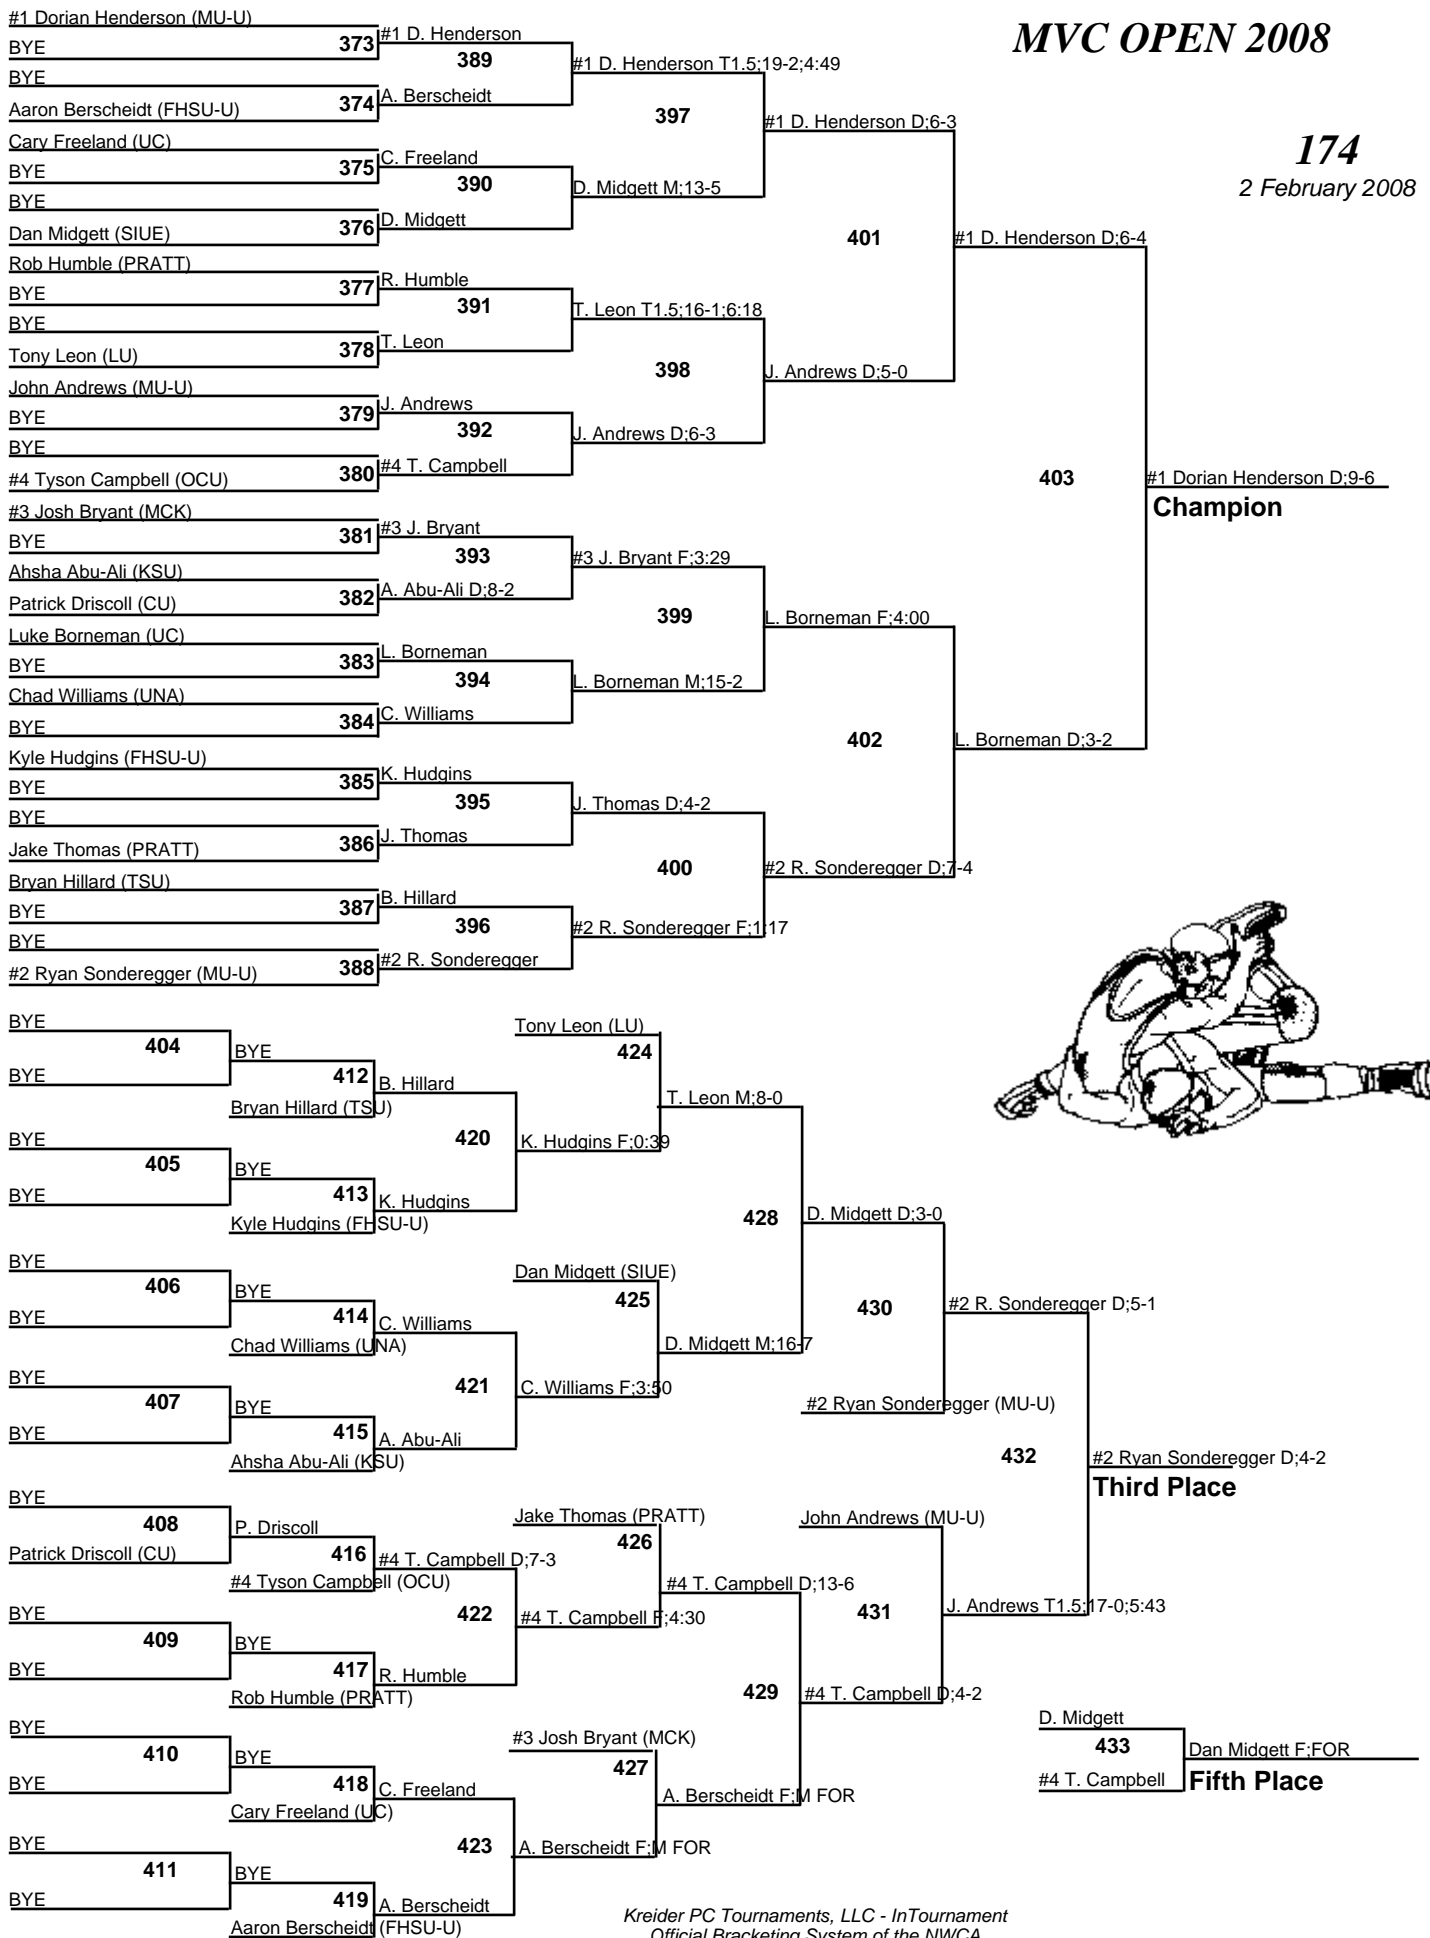 MVC OPEN 2008
174
2 February 2008
#1 Dorian Henderson (MU-U)
BYE
373
BYE
Aaron Berscheidt (FHSU-U)
374
Cary Freeland (UC)
BYE
375
BYE
Dan Midgett (SIUE)
376
Rob Humble (PRATT)
BYE
377
BYE
Tony Leon (LU)
378
John Andrews (MU-U)
BYE
379
BYE
#4 Tyson Campbell (OCU)
380
#3 Josh Bryant (MCK)
BYE
381
Ahsha Abu-Ali (KSU)
Patrick Driscoll (CU)
382
Luke Borneman (UC)
BYE
383
Chad Williams (UNA)
BYE
384
Kyle Hudgins (FHSU-U)
BYE
385
BYE
Jake Thomas (PRATT)
386
Bryan Hillard (TSU)
BYE
387
BYE
#2 Ryan Sonderegger (MU-U)
388
#1 D. Henderson
389
A. Berscheidt
C. Freeland
390
D. Midgett
R. Humble
391
T. Leon
J. Andrews
392
#4 T. Campbell
#3 J. Bryant
393
A. Abu-Ali D;8-2
L. Borneman
394
C. Williams
K. Hudgins
395
J. Thomas
B. Hillard
396
#2 R. Sonderegger
#1 D. Henderson T1.5;19-2;4:49
397
D. Midgett M;13-5
T. Leon T1.5;16-1;6:18
398
J. Andrews D;6-3
#3 J. Bryant F;3:29
399
L. Borneman M;15-2
J. Thomas D;4-2
400
#2 R. Sonderegger F;1:17
#1 D. Henderson D;6-3
401
J. Andrews D;5-0
L. Borneman F;4:00
402
#2 R. Sonderegger D;7-4
#1 D. Henderson D;6-4
403
L. Borneman D;3-2
#1 Dorian Henderson D;9-6
Champion
BYE
404
BYE
BYE
405
BYE
BYE
406
BYE
BYE
407
BYE
BYE
408
Patrick Driscoll (CU)
BYE
409
BYE
BYE
410
BYE
BYE
411
BYE
BYE
412
Bryan Hillard (TSU)
BYE
413
Kyle Hudgins (FHSU-U)
BYE
414
Chad Williams (UNA)
BYE
415
Ahsha Abu-Ali (KSU)
P. Driscoll
416
#4 Tyson Campbell (OCU)
BYE
417
Rob Humble (PRATT)
BYE
418
Cary Freeland (UC)
BYE
419
Aaron Berscheidt (FHSU-U)
B. Hillard
420
K. Hudgins
C. Williams
421
A. Abu-Ali
#4 T. Campbell D;7-3
422
R. Humble
C. Freeland
423
A. Berscheidt
Tony Leon (LU)
424
K. Hudgins F;0:39
Dan Midgett (SIUE)
425
C. Williams F;3:50
Jake Thomas (PRATT)
426
#4 T. Campbell F;4:30
#3 Josh Bryant (MCK)
427
A. Berscheidt F;M FOR
T. Leon M;8-0
428
D. Midgett M;16-7
#4 T. Campbell D;13-6
429
A. Berscheidt F;M FOR
D. Midgett D;3-0
430
#2 Ryan Sonderegger (MU-U)
John Andrews (MU-U)
431
#4 T. Campbell D;4-2
#2 R. Sonderegger D;5-1
432
J. Andrews T1.5;17-0;5:43
#2 Ryan Sonderegger D;4-2
Third Place
D. Midgett
433
#4 T. Campbell
Dan Midgett F;FOR
Fifth Place
Kreider PC Tournaments, LLC - InTournament
Official Bracketing System of the NWCA